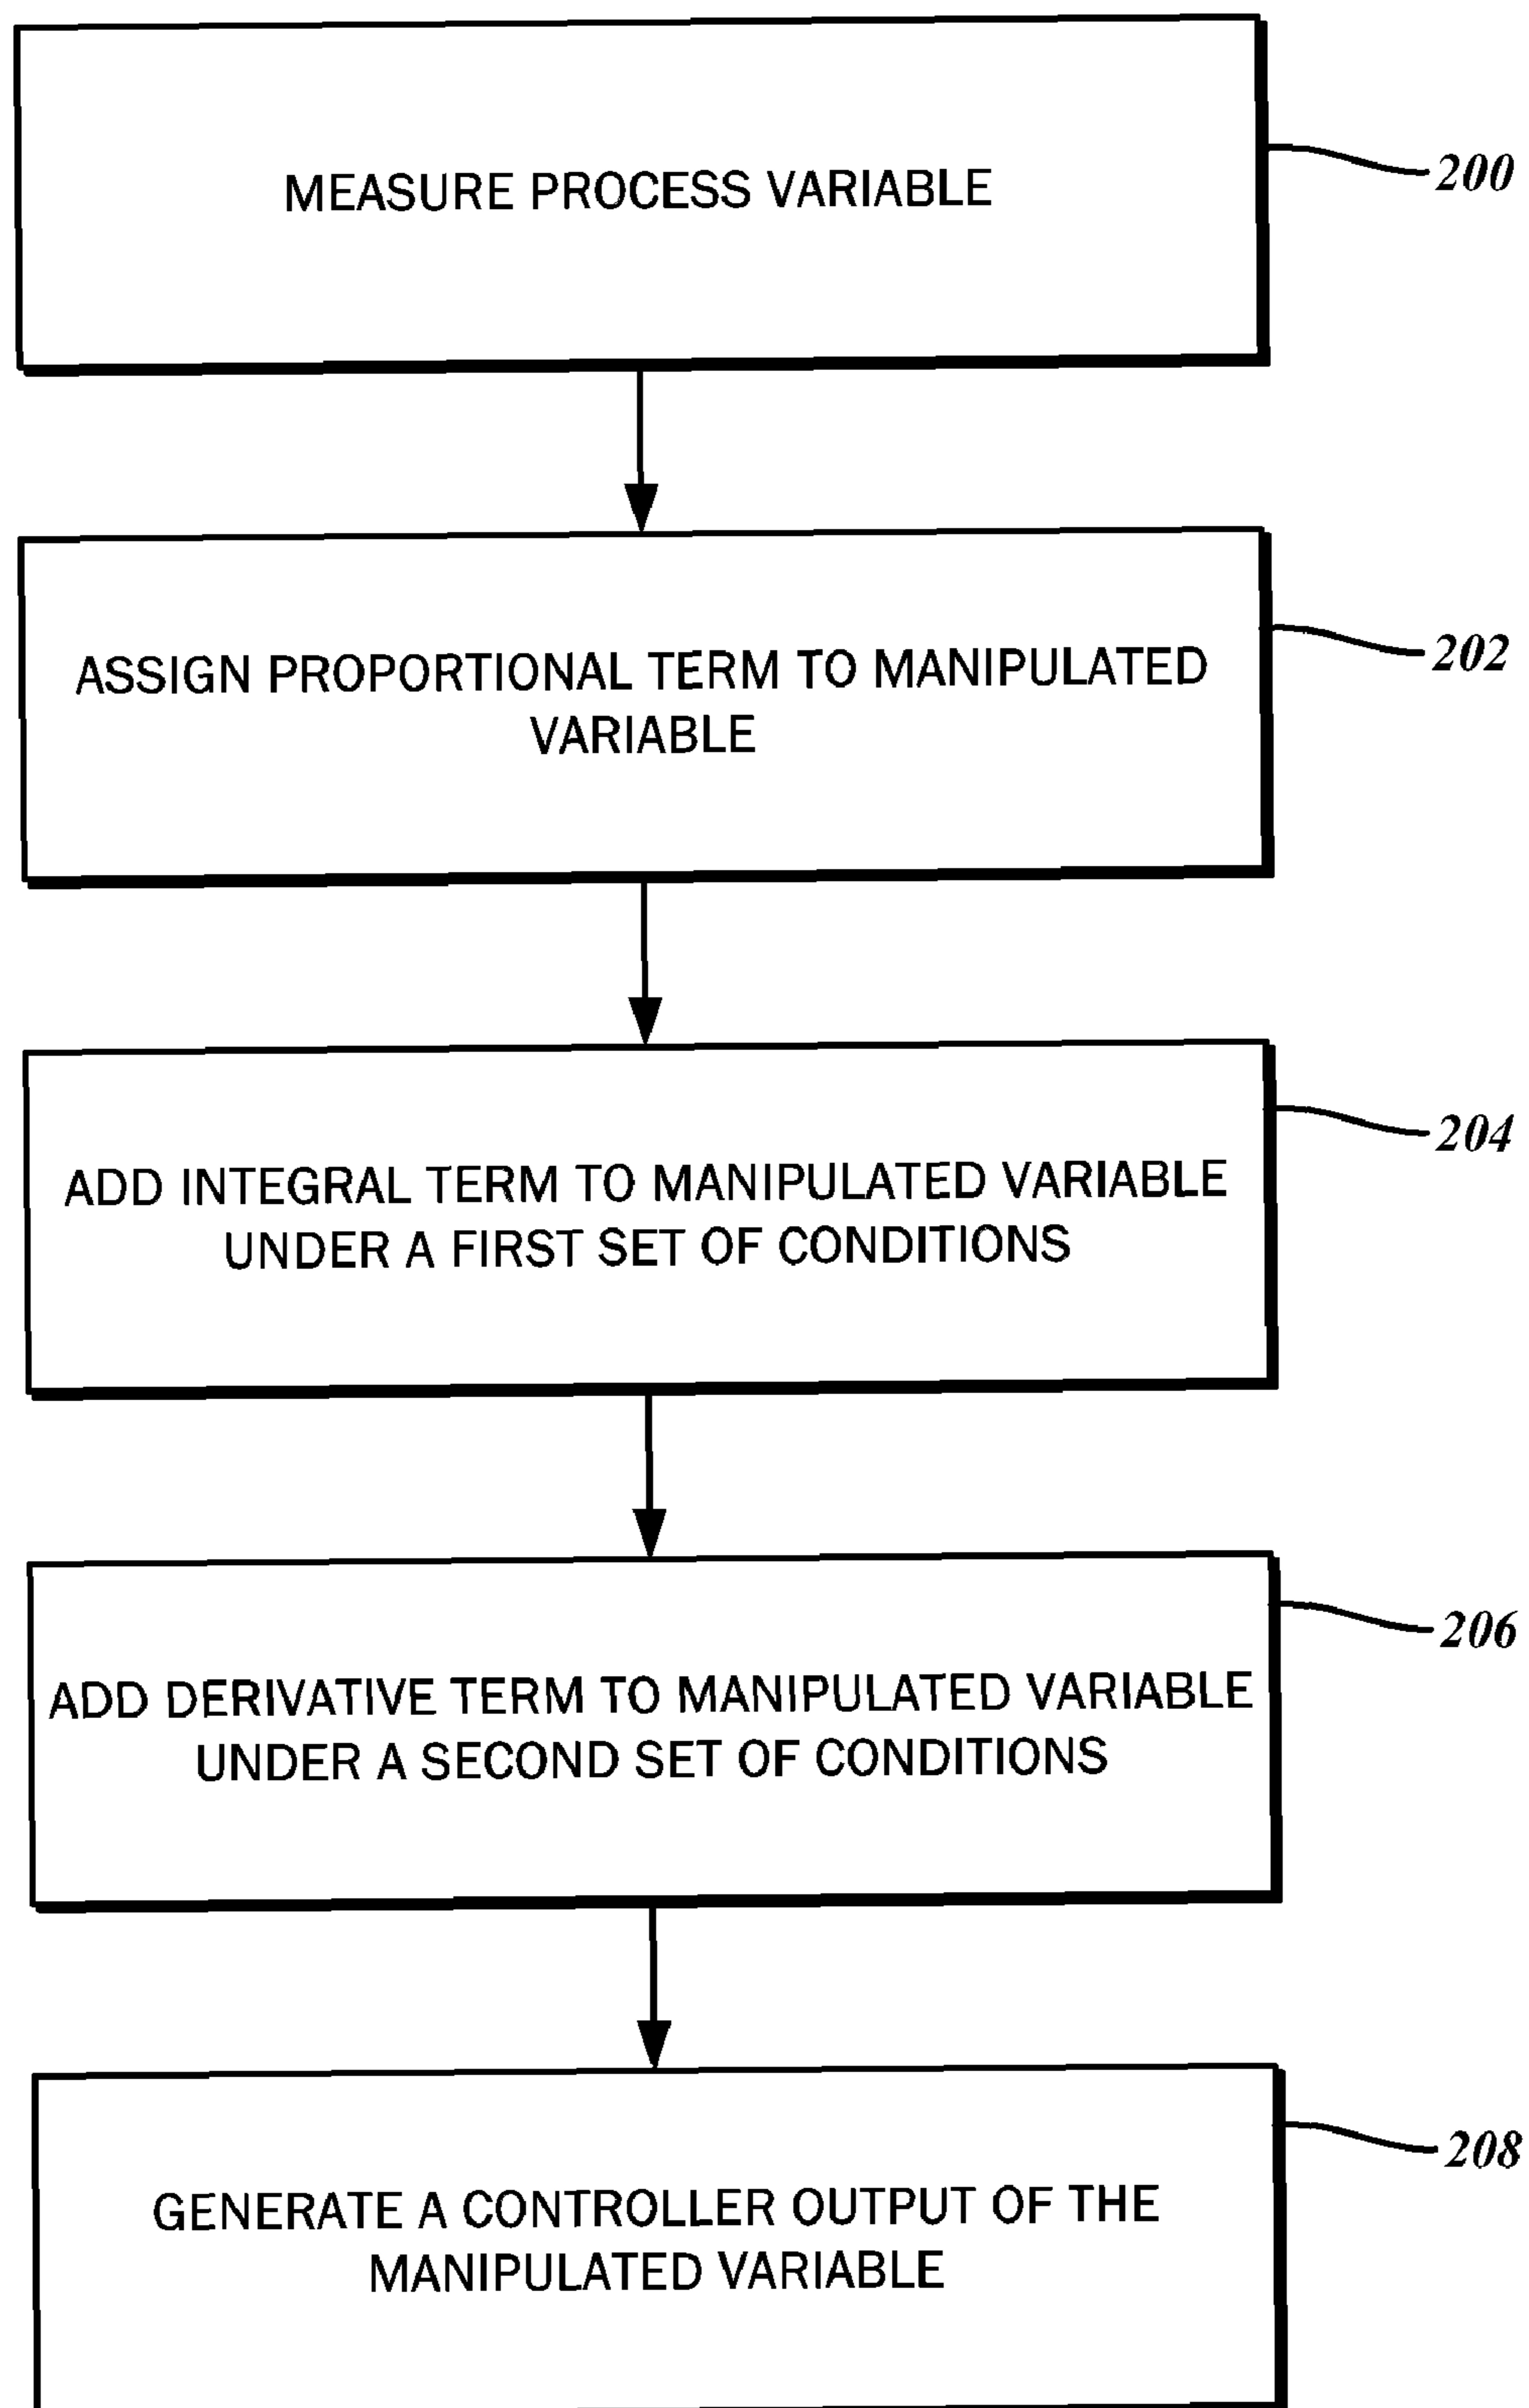 MEASURE PROCESS VARIABLE
200
ASSIGN PROPORTIONAL TERM TO MANIPULATED
VARIABLE
202
ADD INTEGRAL TERM TO MANIPULATED VARIABLE
UNDER A FIRST SET OF CONDITIONS
204
ADD DERIVATIVE TERM TO MANIPULATED VARIABLE
UNDER A SECOND SET OF CONDITIONS
206
GENERATE A CONTROLLER OUTPUT OF THE
MANIPULATED VARIABLE
208